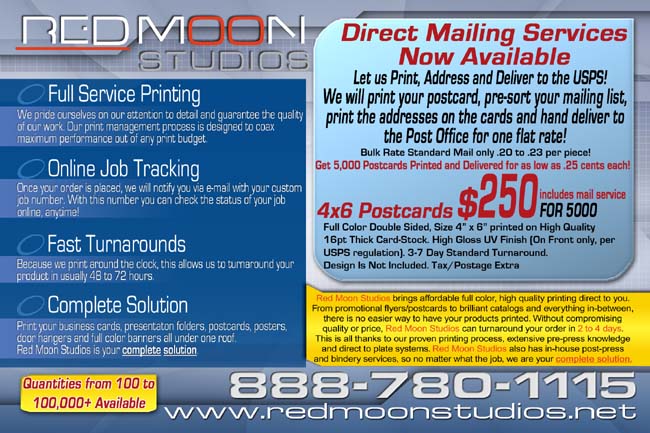 REDMOON
STUDIOS
Full Service Printing
We pride ourselves on our attention to detail and guarantee the quality
of our work. Our print management process is designed to coax
maximum performance out of any print budget.
Online Job Tracking
Once your order is placed, we will notify you via e-mail with your custom
job number. With this number you can check the status of your job
online, anytime!
Fast Turnarounds
Because we print around the clock, this allows us to turnaround your
product in usually 48 to 72 hours.
Complete Solution
Print your business cards, presentaton folders, postcards, posters,
door hangers and full color banners all under one roof.
Red Moon Studios is your complete solution.
Quantities from 100 to
100,000+ Available
Direct Mailing Services
Now Available
Let us Print, Address and Deliver to the USPS!
We will print your postcard, pre-sort your mailing list,
print the addresses on the cards and hand deliver to
the Post Office for one flat rate!
Bulk Rate Standard Mail only .20 to .23 per piece!
Get 5,000 Postcards Printed and Delivered for as low as .25 cents each!
4x6 Postcards $250 includes mail service
FOR 5000
Full Color Double Sided, Size 4" x 6" printed on High Quality
16pt Thick Card-Stock. High Gloss UV Finish (On Front only, per
USPS regulation). 3-7 Day Standard Turnaround.
Design Is Not Included. Tax/Postage Extra
Red Moon Studios brings affordable full color, high quality printing direct to you.
From promotional flyers/postcards to brilliant catalogs and everything in-between,
there is no easier way to have your products printed. Without compromising
quality or price, Red Moon Studios can turnaround your order in 2 to 4 days.
This is all thanks to our proven printing process, extensive pre-press knowledge
and direct to plate systems. Red Moon Studios also has in-house post-press
and bindery services, so no matter what the job, we are your complete solution.
888-780-1115
www.redmoonstudios.net